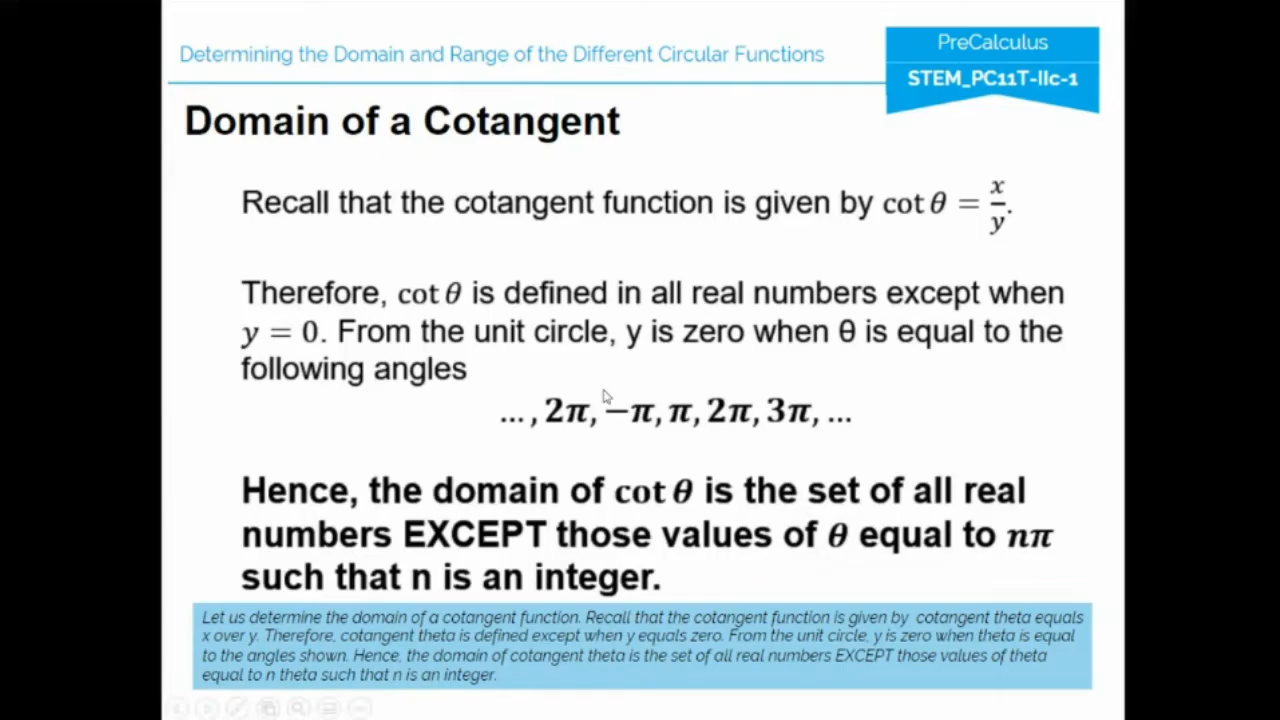 Determining the Domain and Range of the Different Circular Functions
PreCalculus
STEM_PC11T-IIc-1
Domain of a Cotangent
Recall that the cotangent function is given by cot θ = x/y.
Therefore, cot θ is defined in all real numbers except when
y = 0. From the unit circle, y is zero when θ is equal to the
following angles
... , 2π, −π, π, 2π, 3π, ...
Hence, the domain of cot θ is the set of all real
numbers EXCEPT those values of θ equal to nπ
such that n is an integer.
Let us determine the domain of a cotangent function. Recall that the cotangent function is given by cotangent theta equals
x over y. Therefore, cotangent theta is defined except when y equals zero. From the unit circle, y is zero when theta is equal
to the angles shown. Hence, the domain of cotangent theta is the set of all real numbers EXCEPT those values of theta
equal to n theta such that n is an integer.